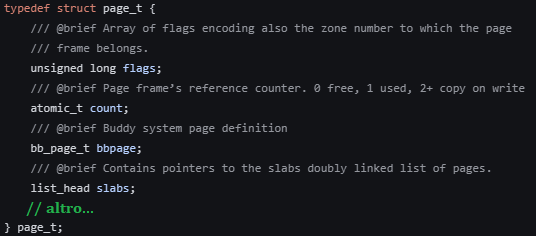 typedef struct page_t {
/// @brief Array of flags encoding also the zone number to which the page
/// frame belongs.
unsigned long flags;
/// @brief Page frame’s reference counter. 0 free, 1 used, 2+ copy on write
atomic_t count;
/// @brief Buddy system page definition
bb_page_t bbpage;
/// @brief Contains pointers to the slabs doubly linked list of pages.
list_head slabs;
// altro...
} page_t;